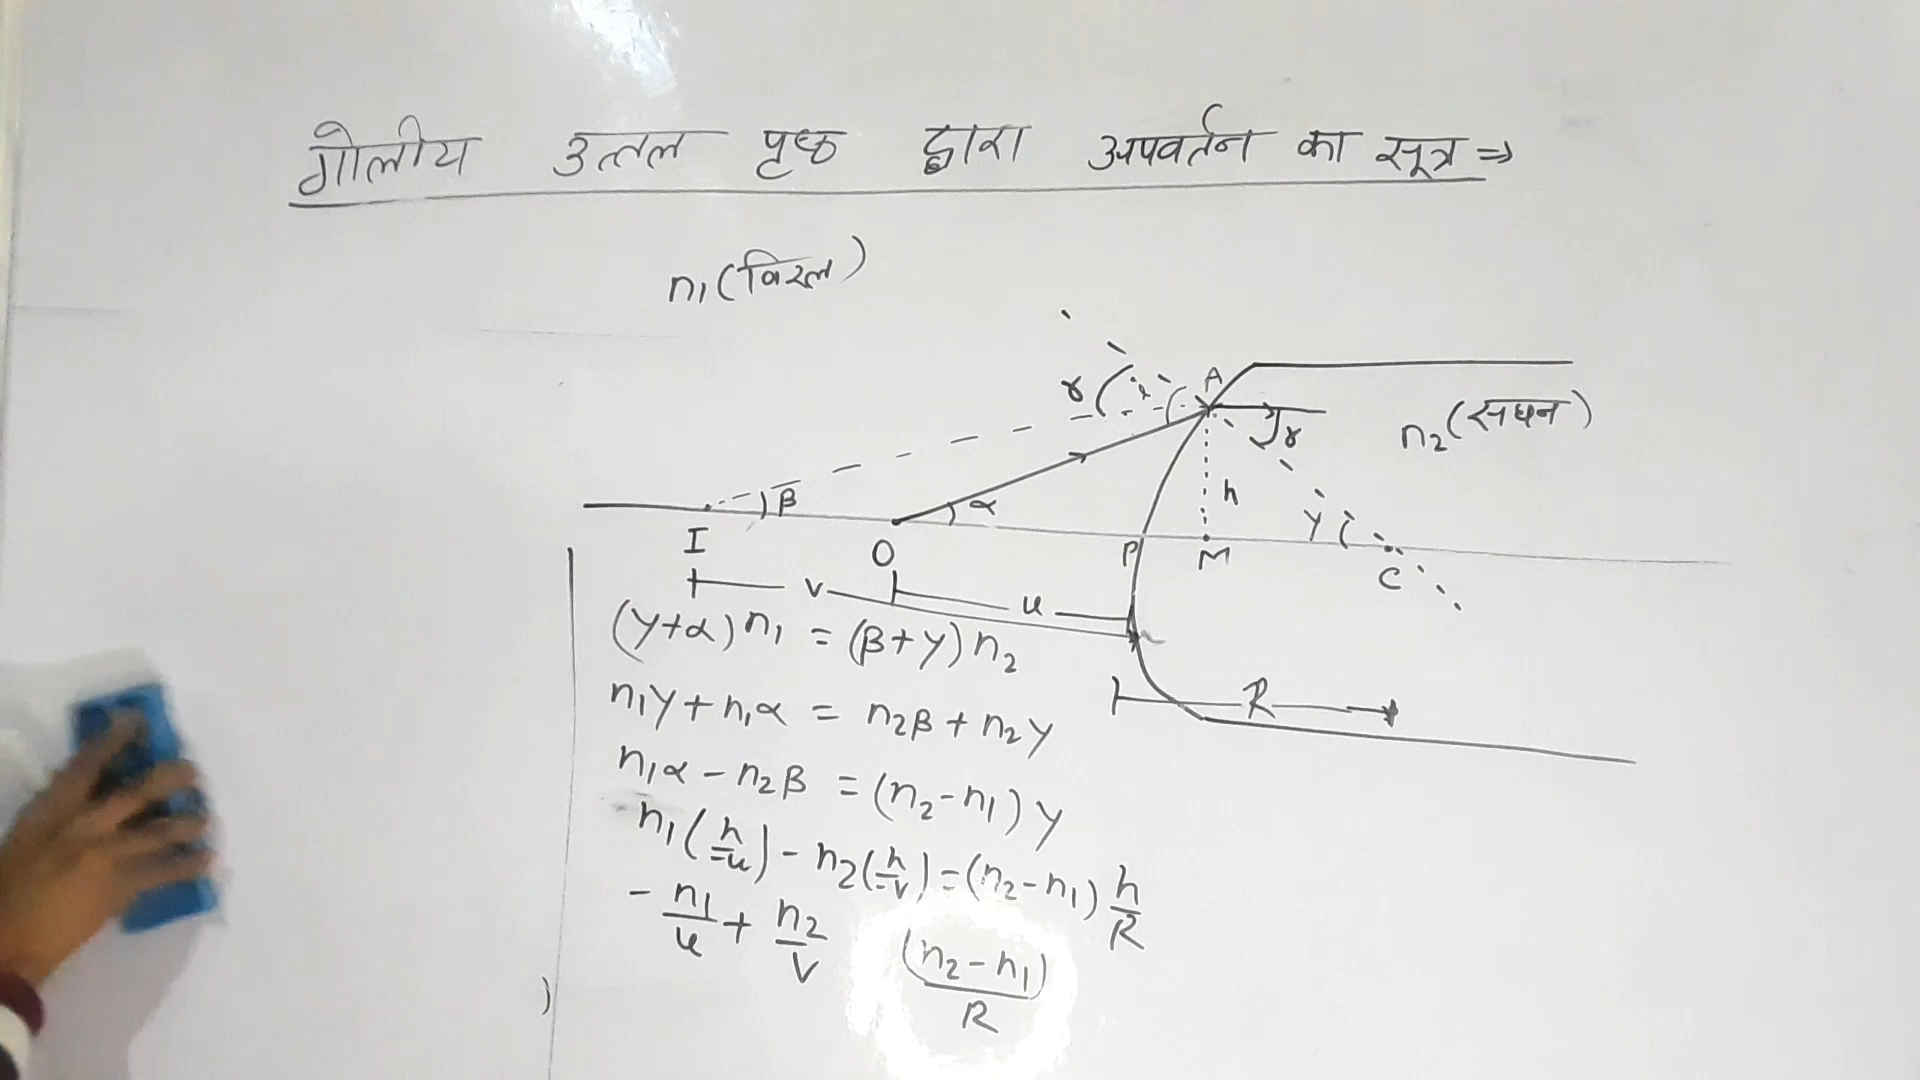 गोलीय उत्तल पृष्ठ द्वारा अपवर्तन का सूत्र ⇒
n₁(विरल)
A
r i
r
n₂(सघन)
h
β α γ
I O P M C
v u
R
(γ+α)n₁ = (β+γ)n₂
n₁γ + n₁α = n₂β + n₂γ
n₁α - n₂β = (n₂-n₁)γ
n₁(h/-u) - n₂(h/-v) = (n₂-n₁) h/R
- n₁/u + n₂/v (n₂-n₁)/R